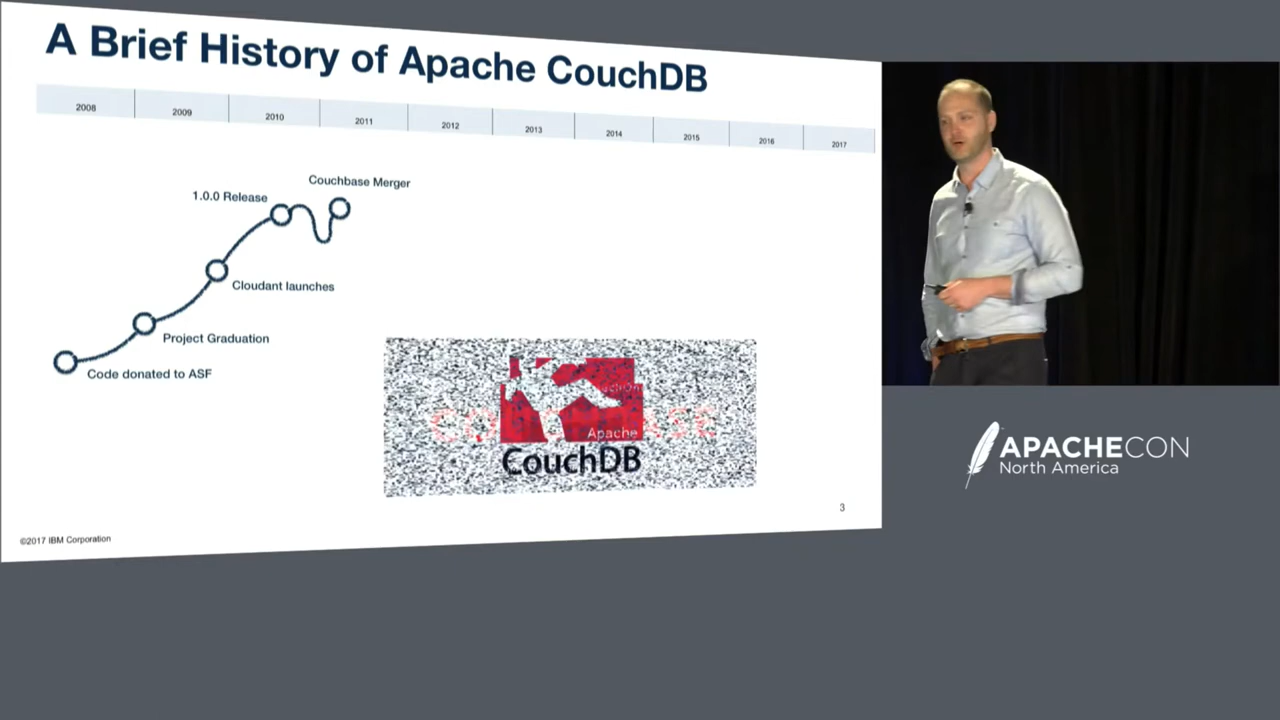 A Brief History of Apache CouchDB
2008 2009 2010 2011 2012 2013 2014 2015 2016 2017
Couchbase Merger
1.0.0 Release
Cloudant launches
Project Graduation
Code donated to ASF
Apache
CouchDB
3
©2017 IBM Corporation
APACHECON
North America